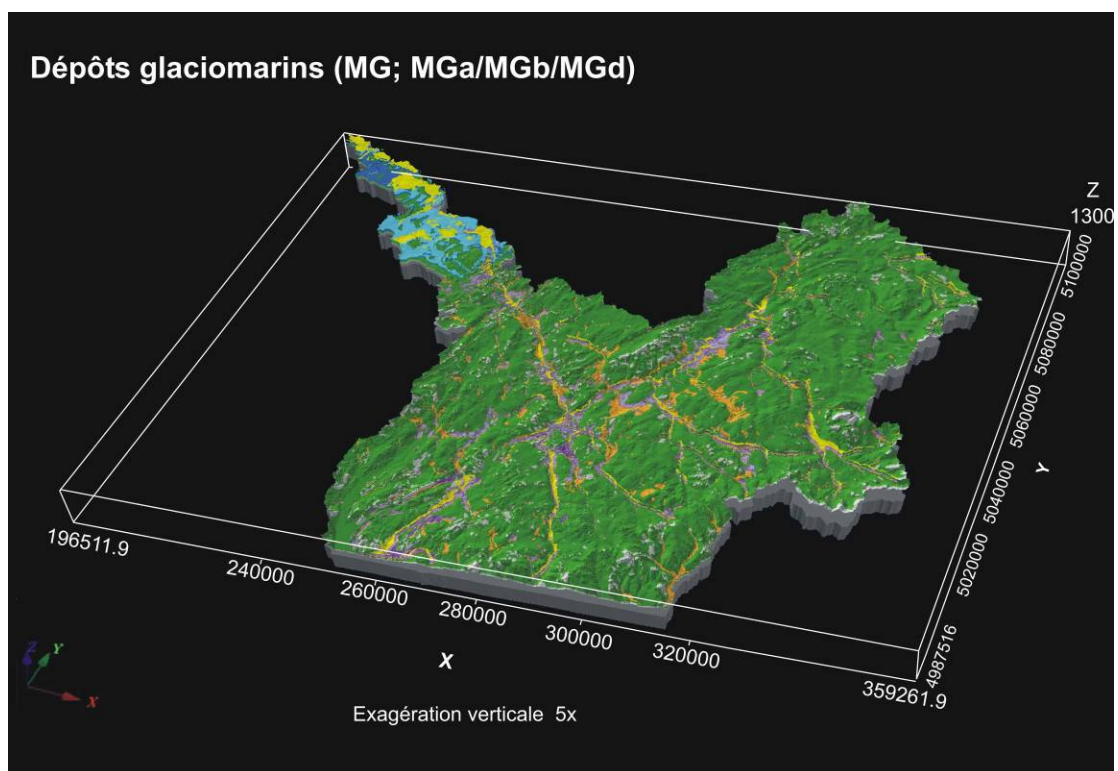 Dépôts glaciomarins (MG; MGa/MGb/MGd)
Z
1300
5100000
5080000
5060000
Y
5040000
5020000
4987516
196511.9
240000
260000
280000
300000
320000
359261.9
X
Z
Y
X
Exagération verticale 5x